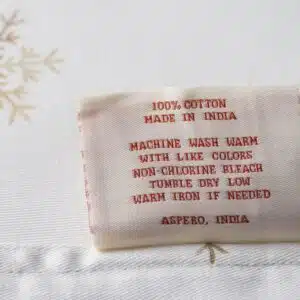 100% COTTON
MADE IN INDIA
MACHINE WASH WARM
WITH LIKE COLORS
NON-CHLORINE BLEACH
TUMBLE DRY LOW
WARM IRON IF NEEDED
ASPERO, INDIA